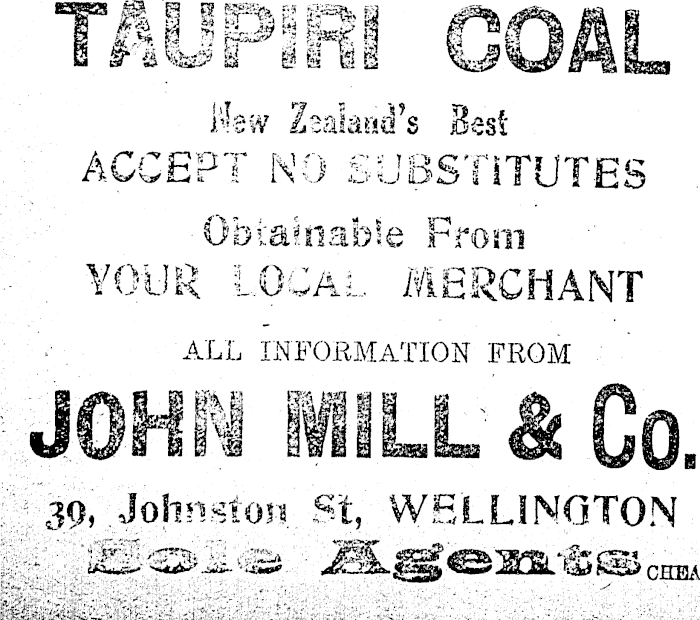 TAUPIRI COAL
New Zealand's Best
ACCEPT NO SUBSTITUTES
Obtainable From
YOUR LOCAL MERCHANT
ALL INFORMATION FROM
JOHN MILL & Co.
39, Johnston St, WELLINGTON
Sole Agents CHEA